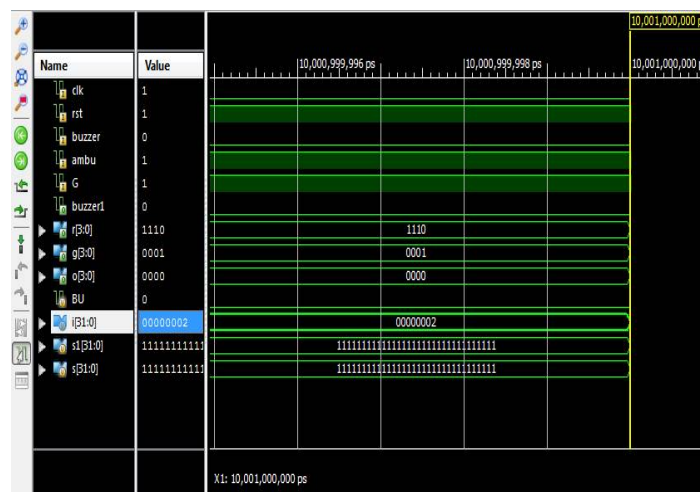 10,001,000,000 p
Name Value 10,000,999,996 ps 10,000,999,998 ps 10,001,000,000
clk 1
rst 1
buzzer 0
ambu 1
G 1
buzzer1 0
r[3:0] 1110 1110
g[3:0] 0001 0001
o[3:0] 0000 0000
BU 0
i[31:0] 00000002 00000002
s1[31:0] 11111111111 11111111111111111111111111111111
s[31:0] 11111111111 11111111111111111111111111111111
X1: 10,001,000,000 ps